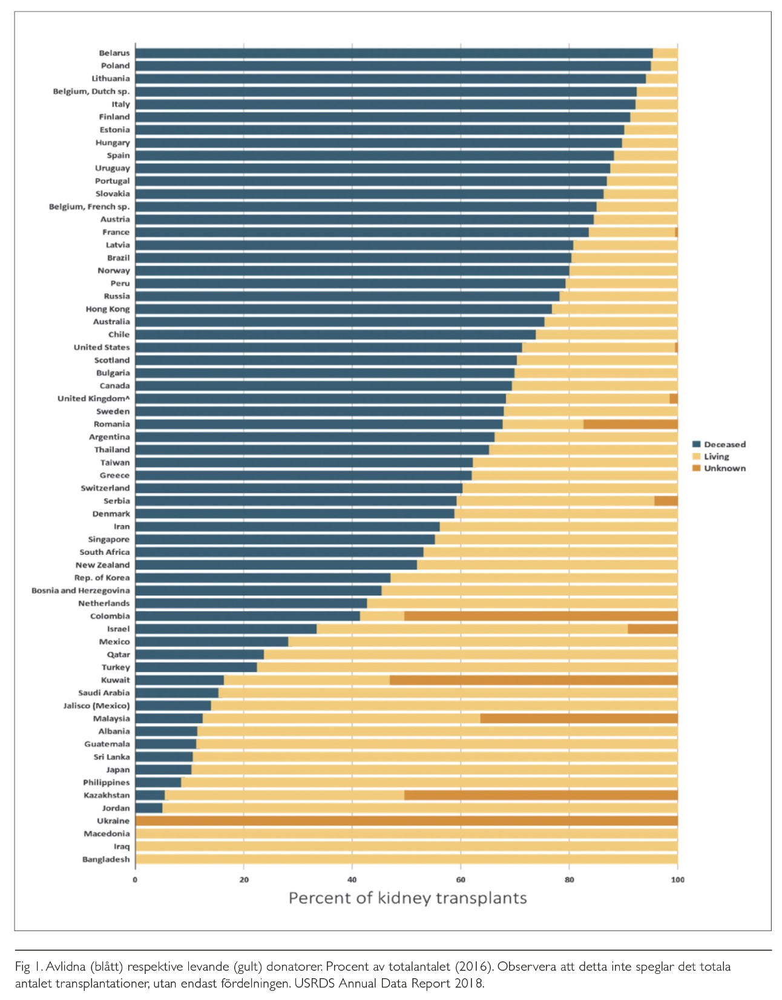 Belarus
Poland
Lithuania
Belgium, Dutch sp.
Italy
Finland
Estonia
Hungary
Spain
Uruguay
Portugal
Slovakia
Belgium, French sp.
Austria
France
Latvia
Brazil
Norway
Peru
Russia
Hong Kong
Australia
Chile
United States
Scotland
Bulgaria
Canada
United Kingdom^
Sweden
Romania
Argentina
Thailand
Taiwan
Greece
Switzerland
Serbia
Denmark
Iran
Singapore
South Africa
New Zealand
Rep. of Korea
Bosnia and Herzegovina
Netherlands
Colombia
Israel
Mexico
Qatar
Turkey
Kuwait
Saudi Arabia
Jalisco (Mexico)
Malaysia
Albania
Guatemala
Sri Lanka
Japan
Philippines
Kazakhstan
Jordan
Ukraine
Macedonia
Iraq
Bangladesh
0 20 40 60 80 100
Percent of kidney transplants
Deceased
Living
Unknown
Fig 1. Avlidna (blått) respektive levande (gult) donatorer. Procent av totalantalet (2016). Observera att detta inte speglar det totala
antalet transplantationer, utan endast fördelningen. USRDS Annual Data Report 2018.